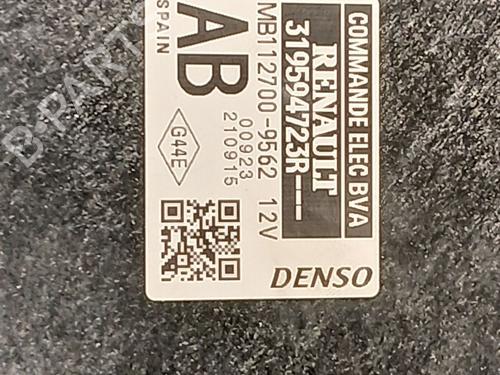 COMMANDE ELEC BVA
RENAULT
319594723R---
MB112700-9562 12V
00923
210915
AB
G44E
SPAIN
DENSO
B-PARTS